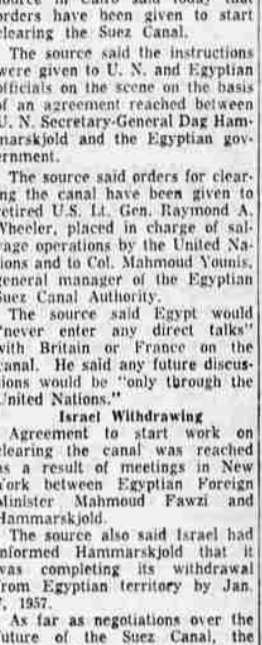 source in Cairo said today that
orders have been given to start
clearing the Suez Canal.
The source said the instructions
were given to U. N. and Egyptian
officials on the scene on the basis
of an agreement reached between
U. N. Secretary-General Dag Ham-
marskjold and the Egyptian gov-
ernment.
The source said orders for clear-
ing the canal have been given to
retired U.S. Lt. Gen. Raymond A.
Wheeler, placed in charge of sal-
vage operations by the United Na-
tions and to Col. Mahmoud Younis,
general manager of the Egyptian
Suez Canal Authority.
The source said Egypt would
"never enter any direct talks"
with Britain or France on the
canal. He said any future discus-
sions would be "only through the
United Nations."
Israel Withdrawing
Agreement to start work on
clearing the canal was reached
as a result of meetings in New
York between Egyptian Foreign
Minister Mahmoud Fawzi and
Hammarskjold.
The source also said Israel had
informed Hammarskjold that it
was completing its withdrawal
from Egyptian territory by Jan.
, 1957.
As far as negotiations over the
future of the Suez Canal, the